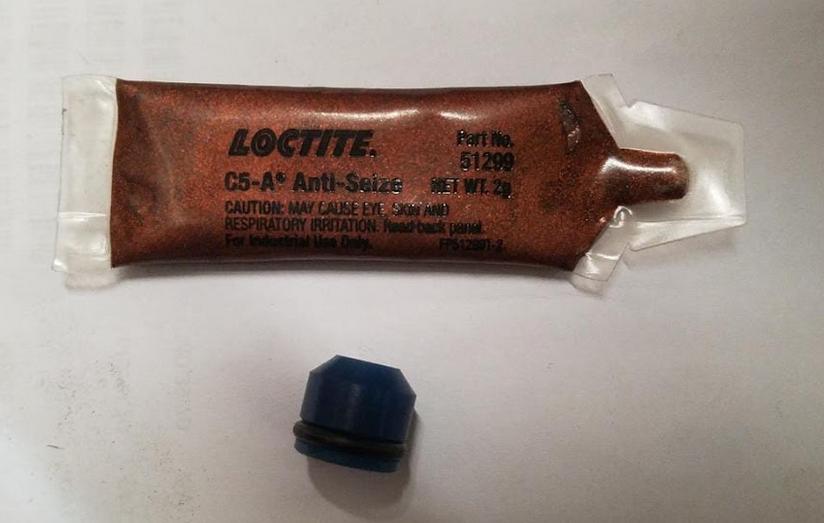 LOCTITE.
Part No.
51299
C5-A® Anti-Seize NET WT. 2g
CAUTION: MAY CAUSE EYE, SKIN AND
RESPIRATORY IRRITATION. Read back panel.
For Industrial Use Only.